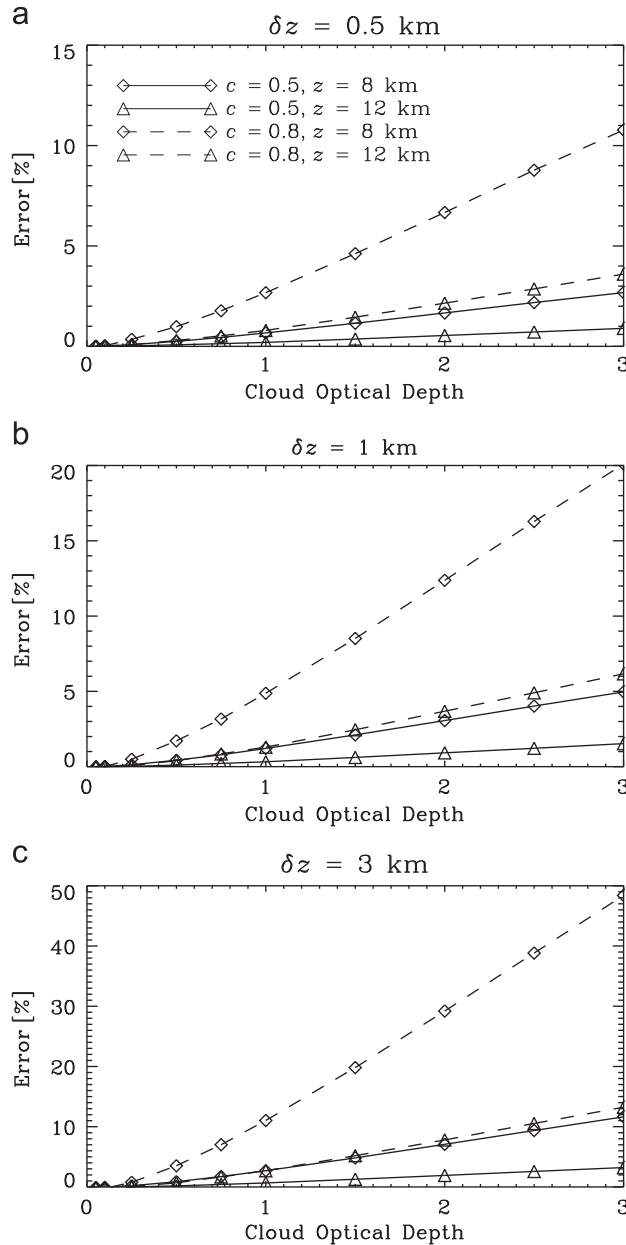 a
δz = 0.5 km
15
10
5
0
Error[%]
c = 0.5, z = 8 km
c = 0.5, z = 12 km
c = 0.8, z = 8 km
c = 0.8, z = 12 km
0 1 2 3
Cloud Optical Depth
b
δz = 1 km
20
15
10
5
0
Error[%]
0 1 2 3
Cloud Optical Depth
c
δz = 3 km
50
40
30
20
10
0
Error[%]
0 1 2 3
Cloud Optical Depth